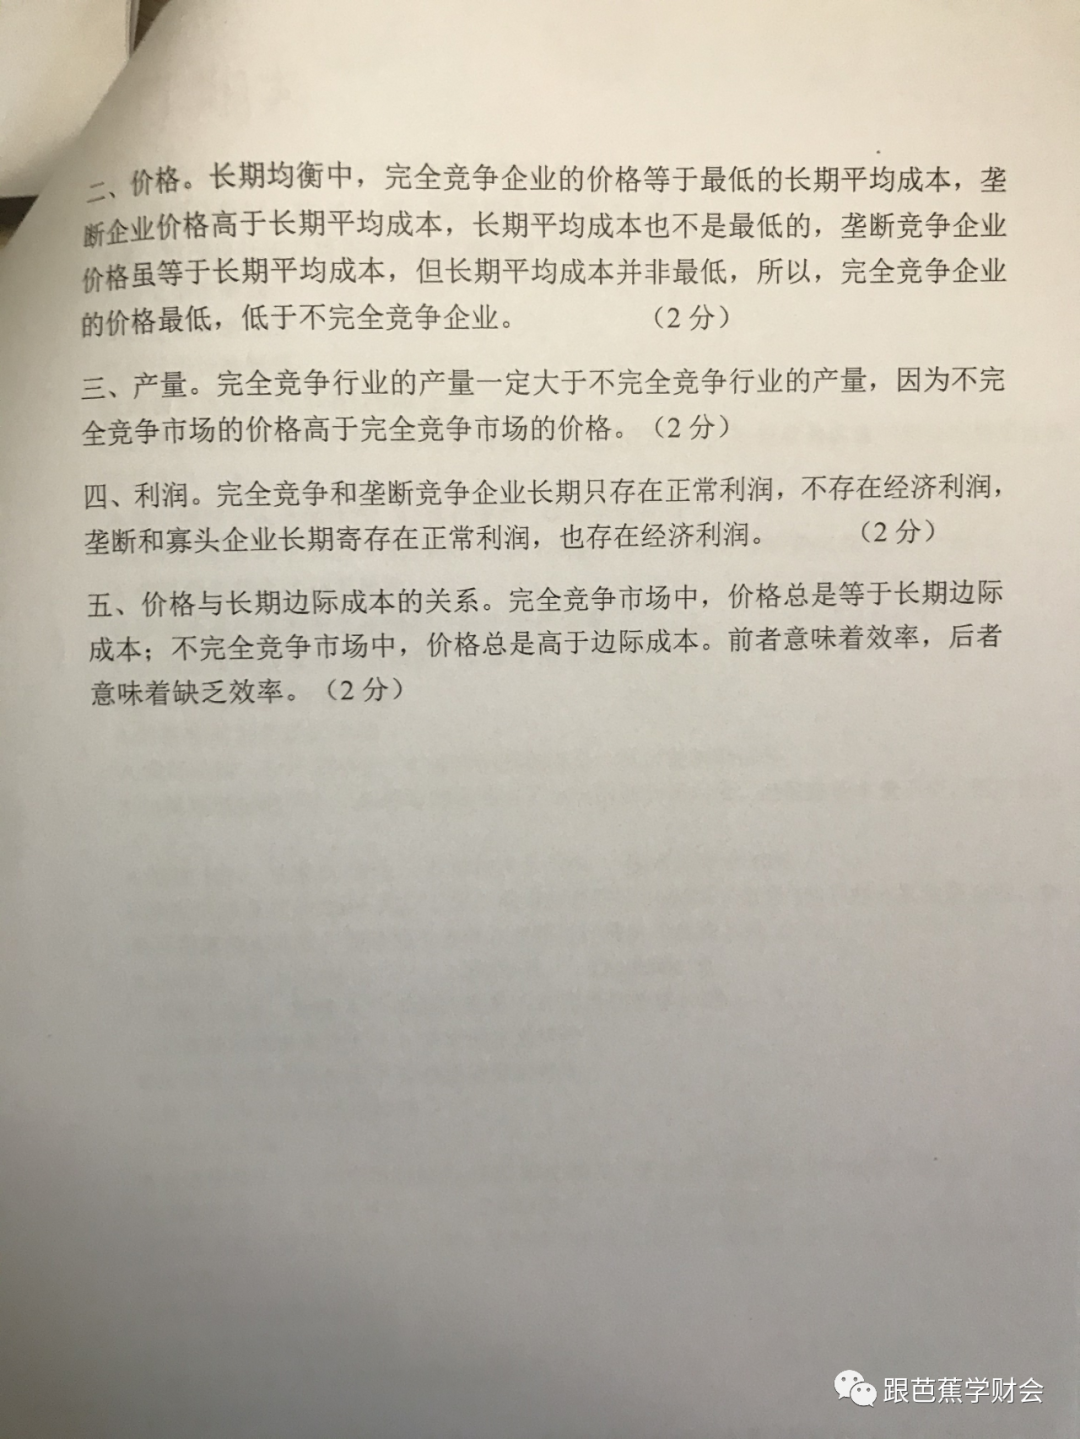 二、价格。长期均衡中，完全竞争企业的价格等于最低的长期平均成本，垄
断企业价格高于长期平均成本，长期平均成本也不是最低的，垄断竞争企业
价格虽等于长期平均成本，但长期平均成本并非最低，所以，完全竞争企业
的价格最低，低于不完全竞争企业。 （2 分）
三、产量。完全竞争行业的产量一定大于不完全竞争行业的产量，因为不完
全竞争市场的价格高于完全竞争市场的价格。（2 分）
四、利润。完全竞争和垄断竞争企业长期只存在正常利润，不存在经济利润，
垄断和寡头企业长期寄存在正常利润，也存在经济利润。 （2 分）
五、价格与长期边际成本的关系。完全竞争市场中，价格总是等于长期边际
成本；不完全竞争市场中，价格总是高于边际成本。前者意味着效率，后者
意味着缺乏效率。（2 分）
跟芭蕉学财会